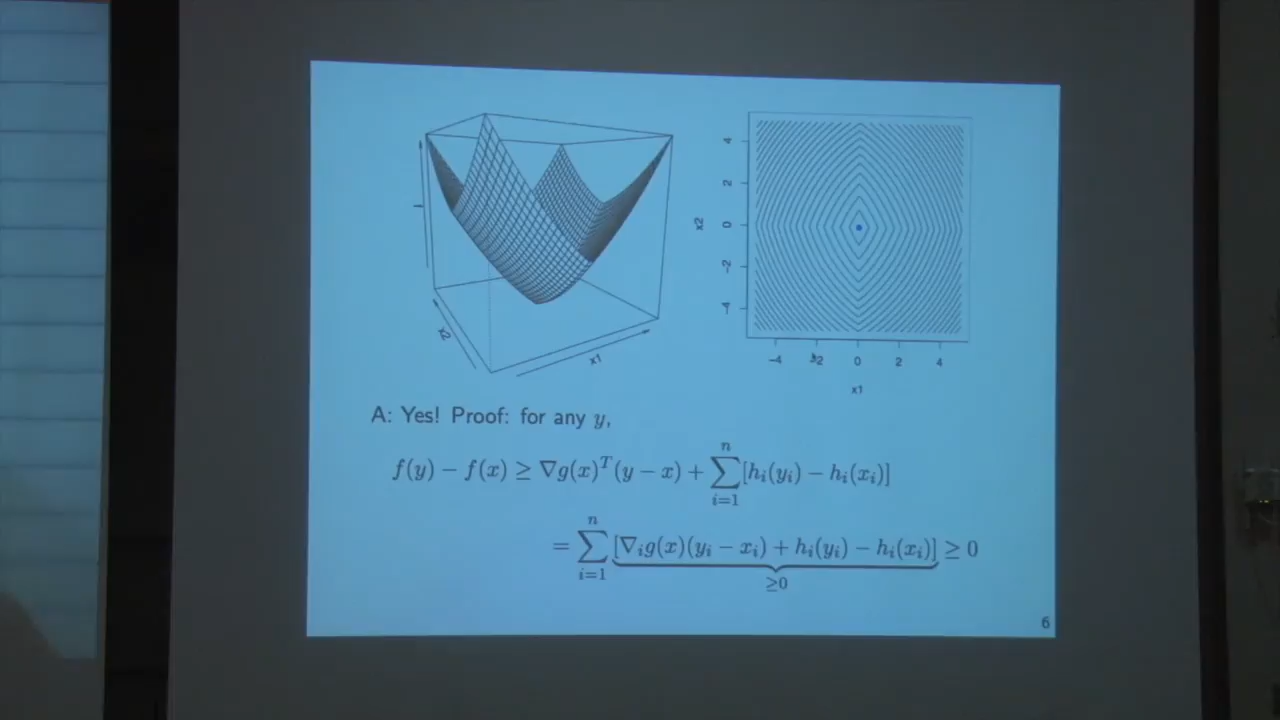 f
x2
x1
x2
4
2
0
−2
−4
−4 −2 0 2 4
x1
A: Yes! Proof: for any y,
f(y) − f(x) ≥ ∇g(x)^T (y − x) + ∑_{i=1}^{n} [h_i(y_i) − h_i(x_i)]
= ∑_{i=1}^{n} [∇_i g(x)(y_i − x_i) + h_i(y_i) − h_i(x_i)] ≥ 0
≥0
6